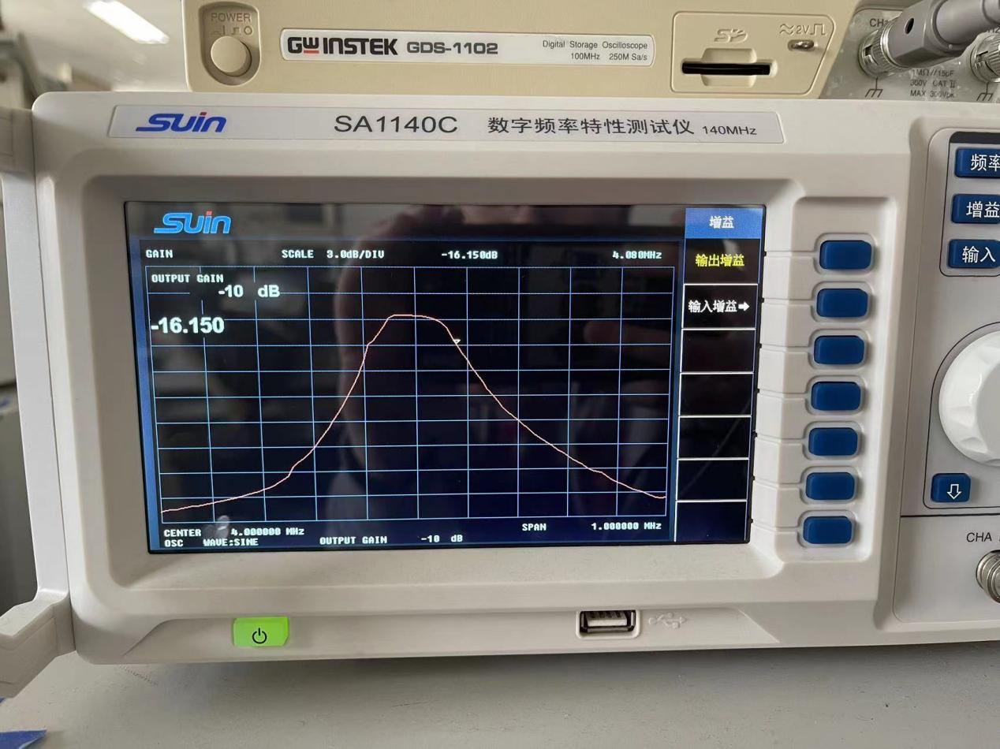 POWER
GWINSTEK GDS-1102
Digital Storage Oscilloscope
100MHz 250M Sa/s
≂2V
CH1
1MΩ//15pF
300V CAT II
MAX 300Vpk
SUin SA1140C 数字频率特性测试仪 140MHz
频率
增益
输入
SUin
增益
GAIN SCALE 3.0dB/DIV -16.150dB 4.080MHz
输出增益
OUTPUT GAIN
-10 dB
输入增益➡
-16.150
CENTER 4.000000 MHz SPAN 1.000000 MHz
OSC WAVE:SINE OUTPUT GAIN -10 dB
CHA